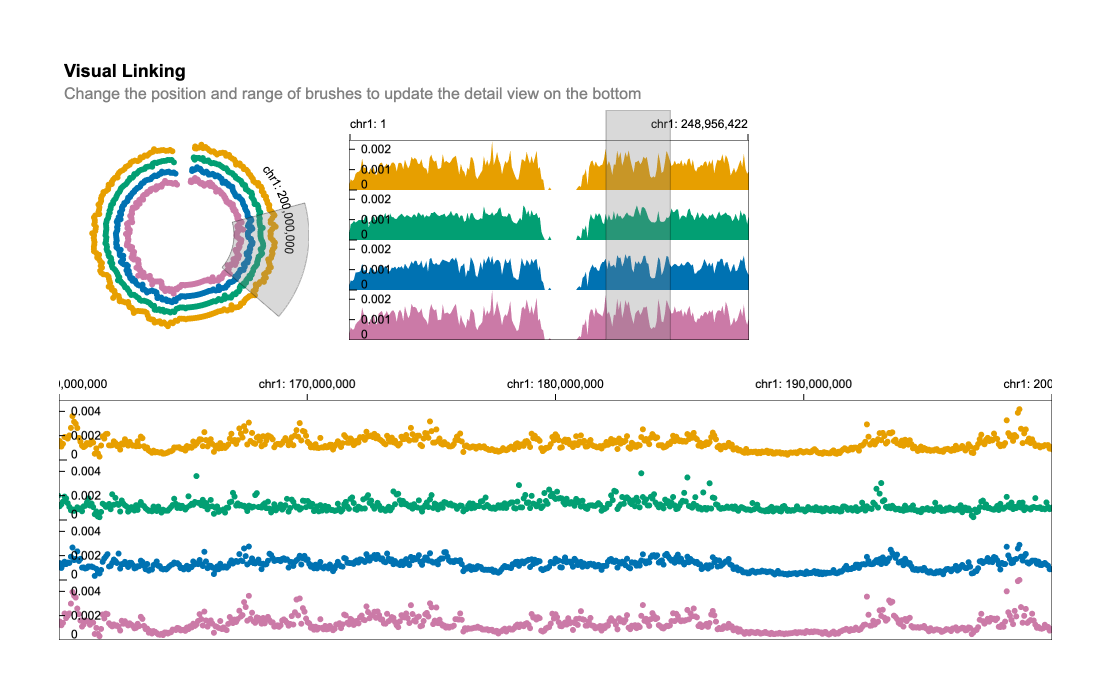 Visual Linking
Change the position and range of brushes to update the detail view on the bottom
chr1: 200,000,000
chr1: 1
chr1: 248,956,422
0.002
0.001
0
0.002
0.001
0
0.002
0.001
0
0.002
0.001
0
,000,000
chr1: 170,000,000
chr1: 180,000,000
chr1: 190,000,000
chr1: 200
0.004
0.002
0
0.004
0.002
0
0.004
0.002
0
0.004
0.002
0